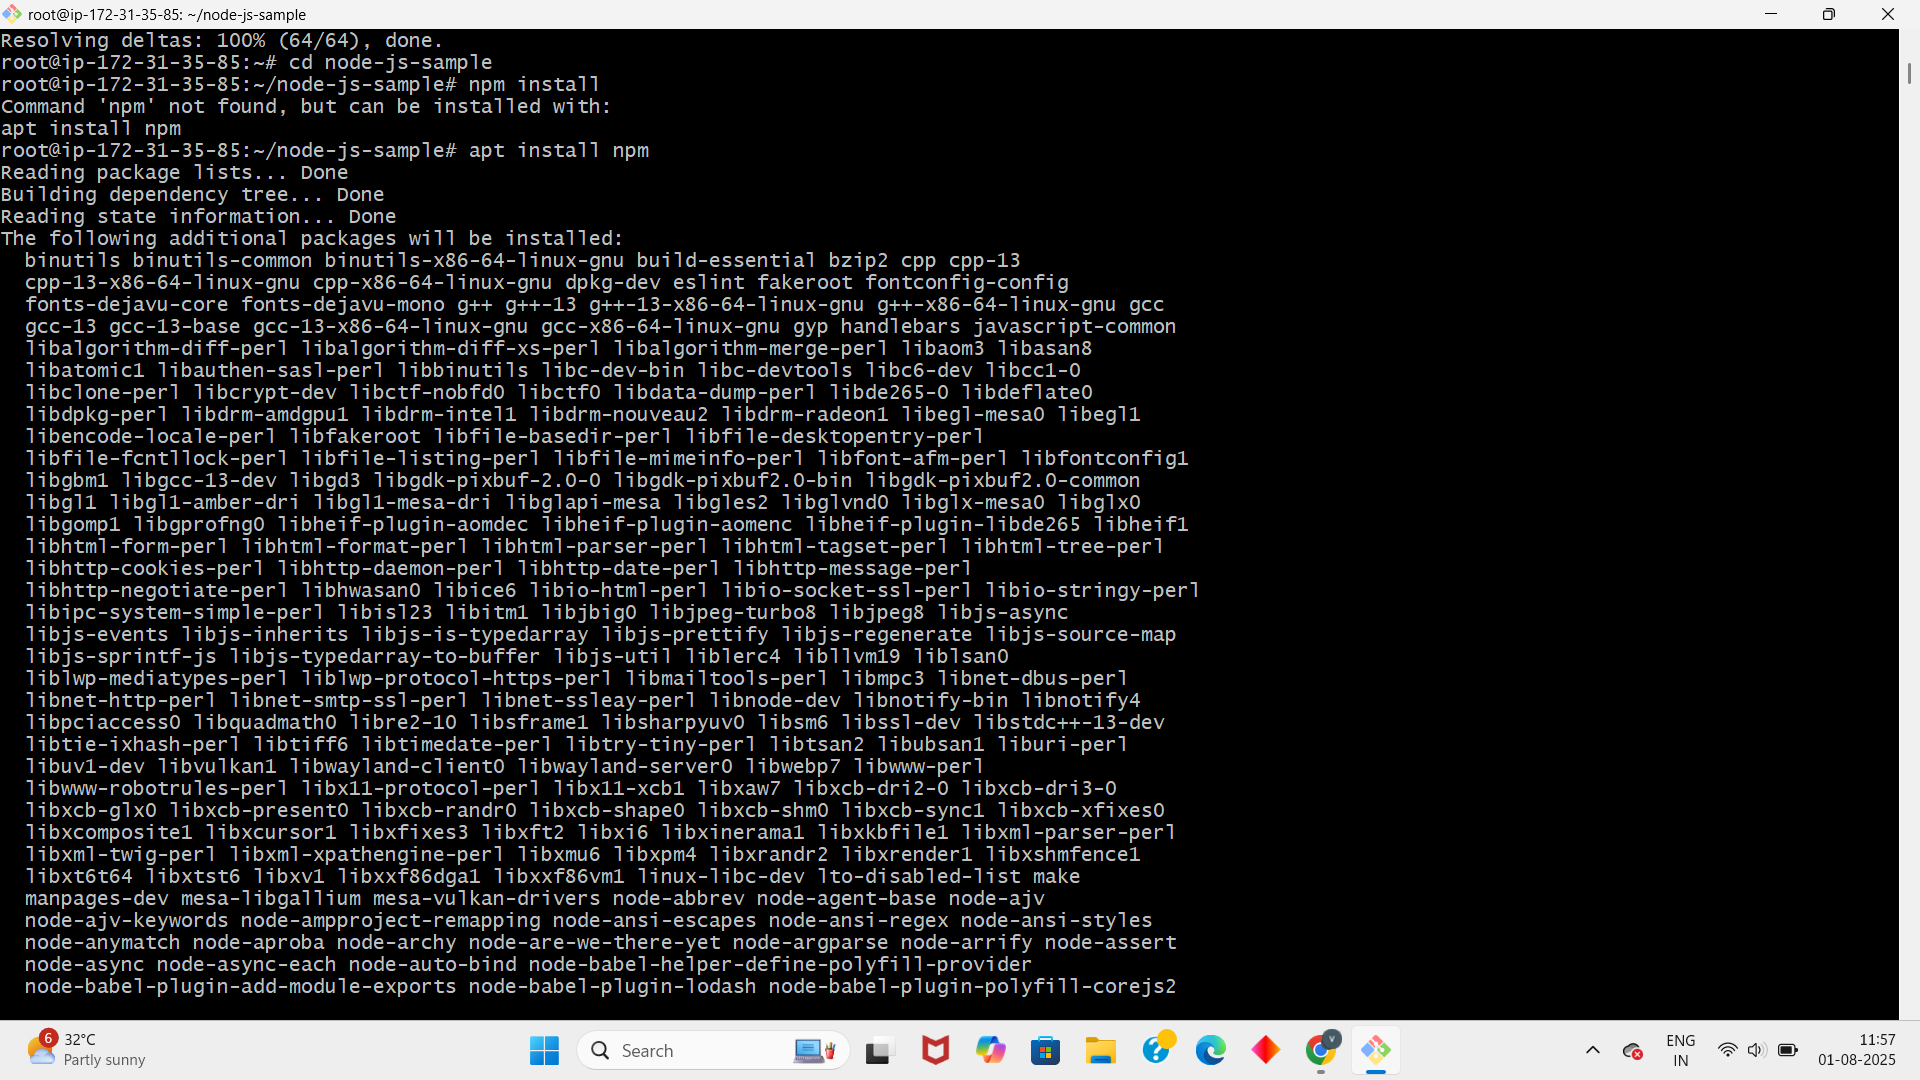 root@ip-172-31-35-85: ~/node-js-sample
Resolving deltas: 100% (64/64), done.
root@ip-172-31-35-85:~# cd node-js-sample
root@ip-172-31-35-85:~/node-js-sample# npm install
Command 'npm' not found, but can be installed with:
apt install npm
root@ip-172-31-35-85:~/node-js-sample# apt install npm
Reading package lists... Done
Building dependency tree... Done
Reading state information... Done
The following additional packages will be installed:
binutils binutils-common binutils-x86-64-linux-gnu build-essential bzip2 cpp cpp-13
cpp-13-x86-64-linux-gnu cpp-x86-64-linux-gnu dpkg-dev eslint fakeroot fontconfig-config
fonts-dejavu-core fonts-dejavu-mono g++ g++-13 g++-13-x86-64-linux-gnu g++-x86-64-linux-gnu gcc
gcc-13 gcc-13-base gcc-13-x86-64-linux-gnu gcc-x86-64-linux-gnu gyp handlebars javascript-common
libalgorithm-diff-perl libalgorithm-diff-xs-perl libalgorithm-merge-perl libaom3 libasan8
libatomic1 libauthen-sasl-perl libbinutils libc-dev-bin libc-devtools libc6-dev libcc1-0
libclone-perl libcrypt-dev libctf-nobfd0 libctf0 libdata-dump-perl libde265-0 libdeflate0
libdpkg-perl libdrm-amdgpu1 libdrm-intel1 libdrm-nouveau2 libdrm-radeon1 libegl-mesa0 libegl1
libencode-locale-perl libfakeroot libfile-basedir-perl libfile-desktopentry-perl
libfile-fcntllock-perl libfile-listing-perl libfile-mimeinfo-perl libfont-afm-perl libfontconfig1
libgbm1 libgcc-13-dev libgd3 libgdk-pixbuf-2.0-0 libgdk-pixbuf2.0-bin libgdk-pixbuf2.0-common
libgl1 libgl1-amber-dri libgl1-mesa-dri libglapi-mesa libgles2 libglvnd0 libglx-mesa0 libglx0
libgomp1 libgprofng0 libheif-plugin-aomdec libheif-plugin-aomenc libheif-plugin-libde265 libheif1
libhtml-form-perl libhtml-format-perl libhtml-parser-perl libhtml-tagset-perl libhtml-tree-perl
libhttp-cookies-perl libhttp-daemon-perl libhttp-date-perl libhttp-message-perl
libhttp-negotiate-perl libhwasan0 libice6 libio-html-perl libio-socket-ssl-perl libio-stringy-perl
libipc-system-simple-perl libisl23 libitm1 libjbig0 libjpeg-turbo8 libjpeg8 libjs-async
libjs-events libjs-inherits libjs-is-typedarray libjs-prettify libjs-regenerate libjs-source-map
libjs-sprintf-js libjs-typedarray-to-buffer libjs-util liblerc4 libllvm19 liblsan0
liblwp-mediatypes-perl liblwp-protocol-https-perl libmailtools-perl libmpc3 libnet-dbus-perl
libnet-http-perl libnet-smtp-ssl-perl libnet-ssleay-perl libnode-dev libnotify-bin libnotify4
libpciaccess0 libquadmath0 libre2-10 libsframe1 libsharpyuv0 libsm6 libssl-dev libstdc++-13-dev
libtie-ixhash-perl libtiff6 libtimedate-perl libtry-tiny-perl libtsan2 libubsan1 liburi-perl
libuv1-dev libvulkan1 libwayland-client0 libwayland-server0 libwebp7 libwww-perl
libwww-robotrules-perl libx11-protocol-perl libx11-xcb1 libxaw7 libxcb-dri2-0 libxcb-dri3-0
libxcb-glx0 libxcb-present0 libxcb-randr0 libxcb-shape0 libxcb-shm0 libxcb-sync1 libxcb-xfixes0
libxcomposite1 libxcursor1 libxfixes3 libxft2 libxi6 libxinerama1 libxkbfile1 libxml-parser-perl
libxml-twig-perl libxml-xpathengine-perl libxmu6 libxpm4 libxrandr2 libxrender1 libxshmfence1
libxt6t64 libxtst6 libxv1 libxxf86dga1 libxxf86vm1 linux-libc-dev lto-disabled-list make
manpages-dev mesa-libgallium mesa-vulkan-drivers node-abbrev node-agent-base node-ajv
node-ajv-keywords node-ampproject-remapping node-ansi-escapes node-ansi-regex node-ansi-styles
node-anymatch node-aproba node-archy node-are-we-there-yet node-argparse node-arrify node-assert
node-async node-async-each node-auto-bind node-babel-helper-define-polyfill-provider
node-babel-plugin-add-module-exports node-babel-plugin-lodash node-babel-plugin-polyfill-corejs2
6
32°C
Partly sunny
Search
V
ENG
IN
11:57
01-08-2025